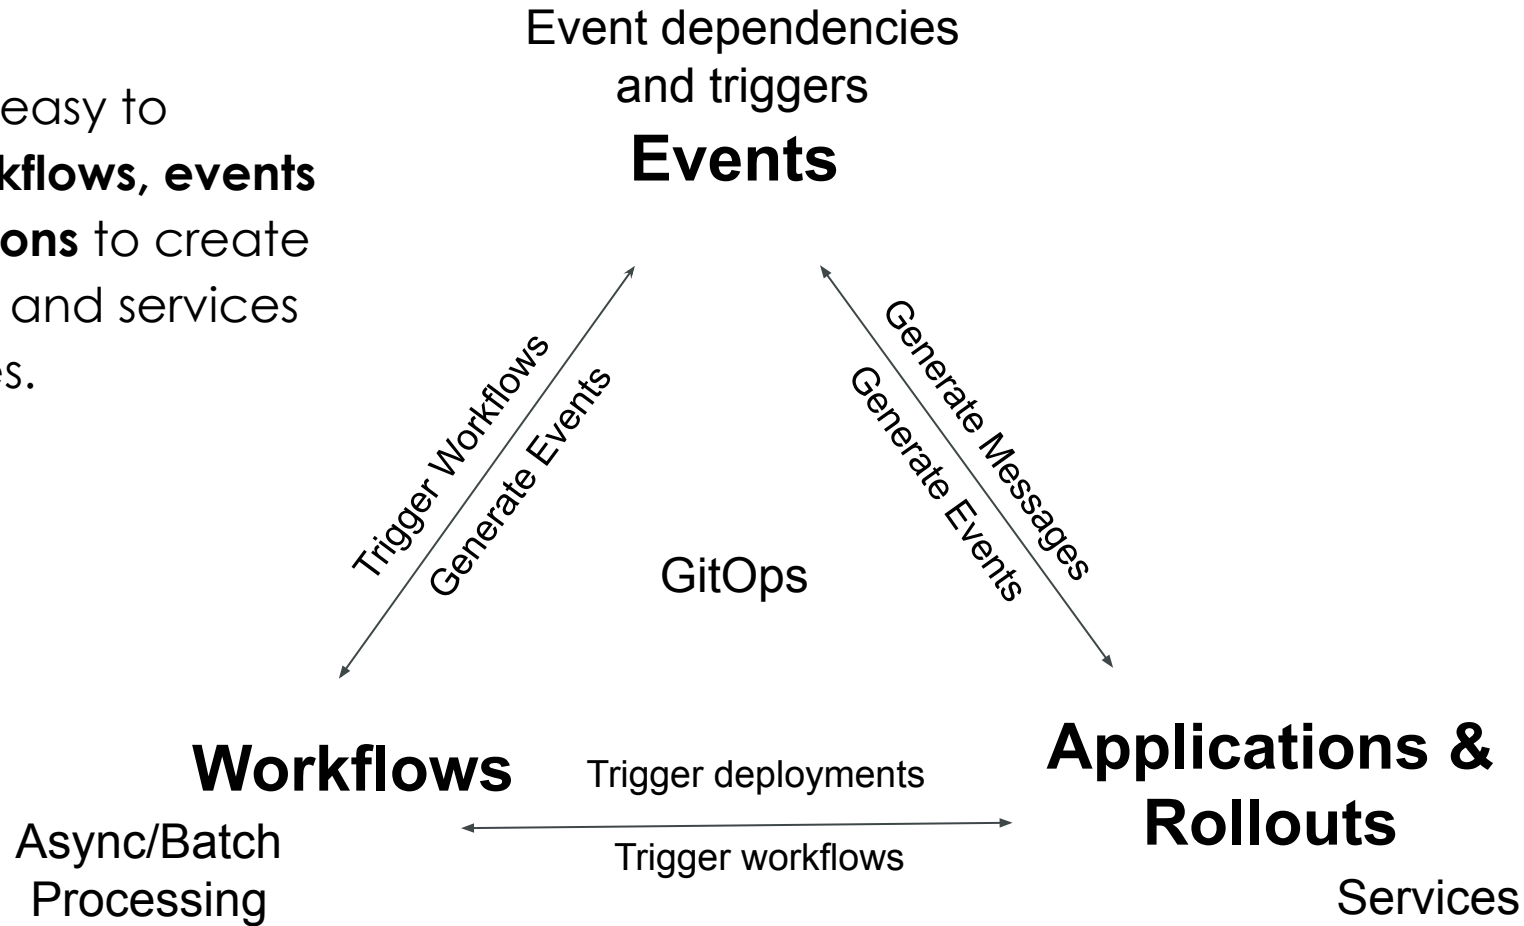 Event dependencies
and triggers
Events
easy to
kflows, events
ons to create
and services
es.
Trigger Workflows
Generate Events
Generate Messages
Generate Events
GitOps
Workflows
Async/Batch
Processing
Trigger deployments
Trigger workflows
Applications &
Rollouts
Services